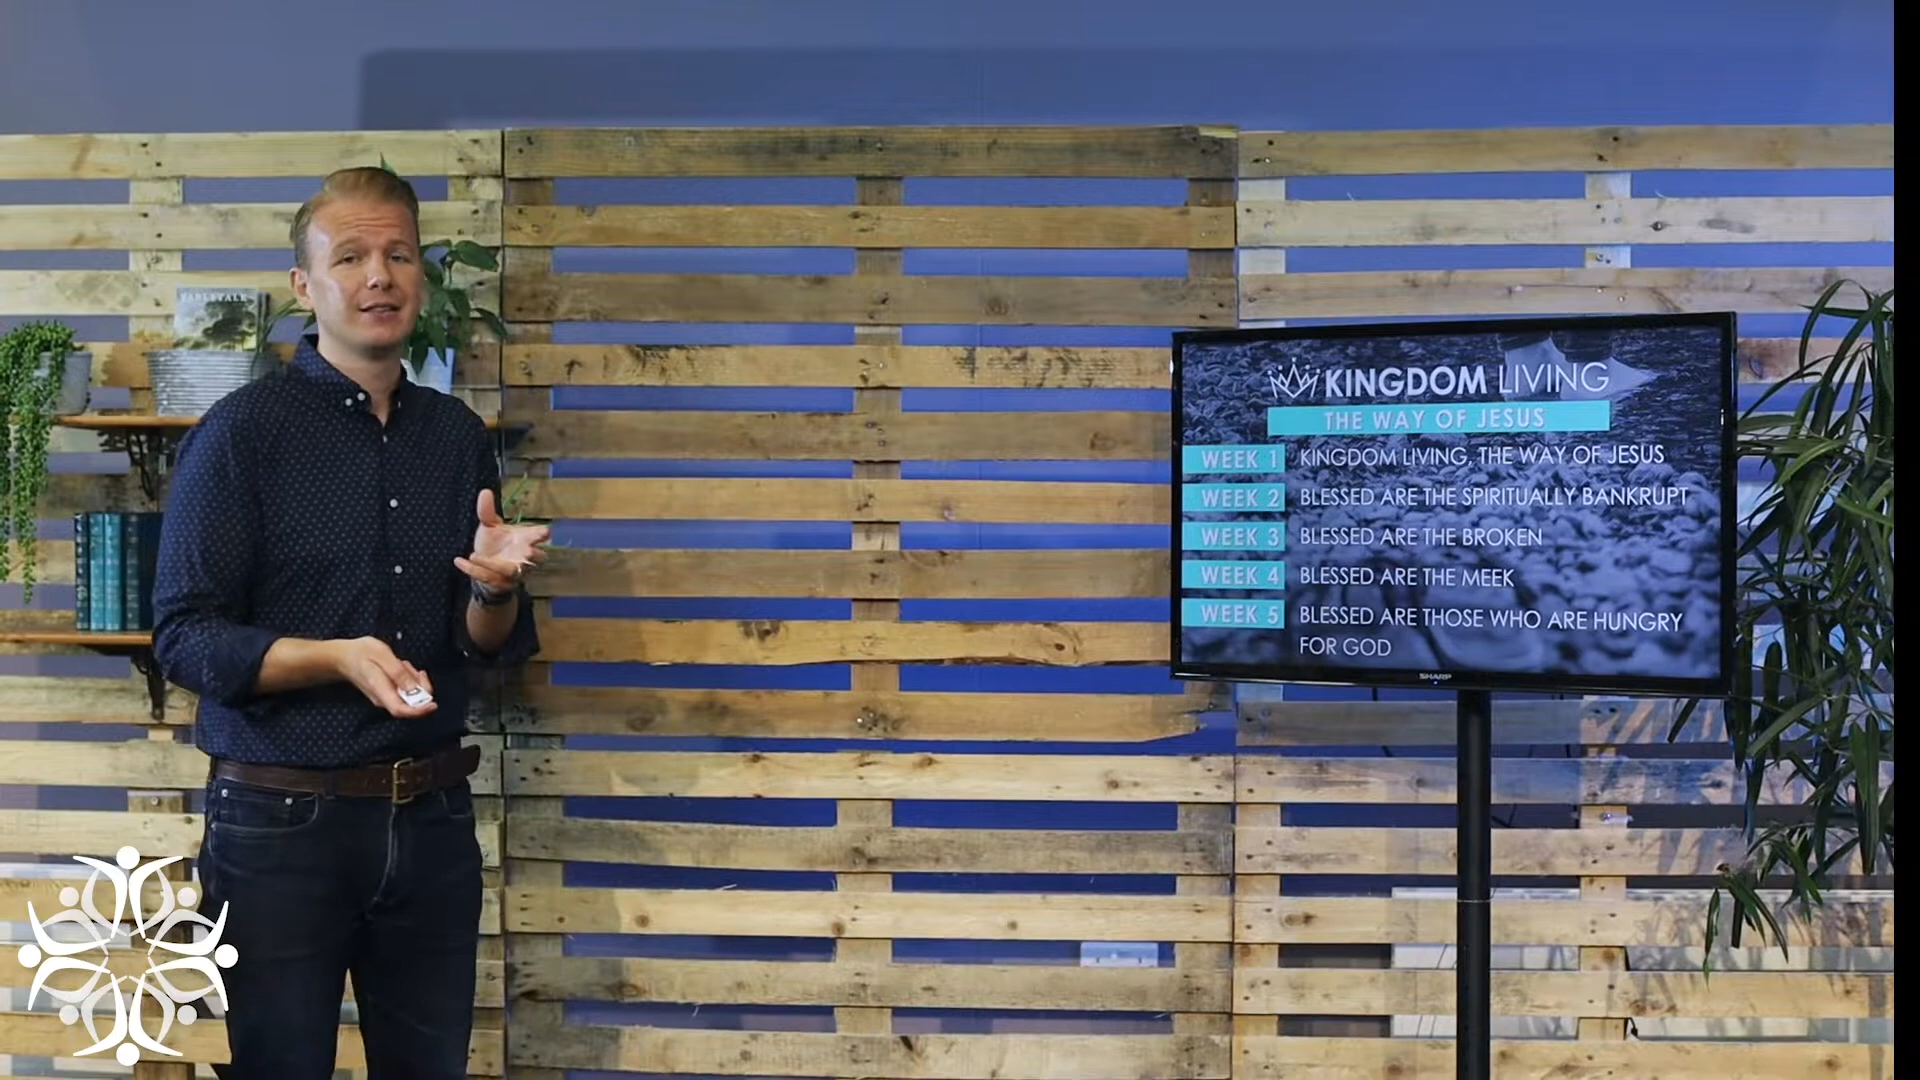 TABLETALK
KINGDOM LIVING
THE WAY OF JESUS
WEEK 1 KINGDOM LIVING, THE WAY OF JESUS
WEEK 2 BLESSED ARE THE SPIRITUALLY BANKRUPT
WEEK 3 BLESSED ARE THE BROKEN
WEEK 4 BLESSED ARE THE MEEK
WEEK 5 BLESSED ARE THOSE WHO ARE HUNGRY
FOR GOD
SHARP